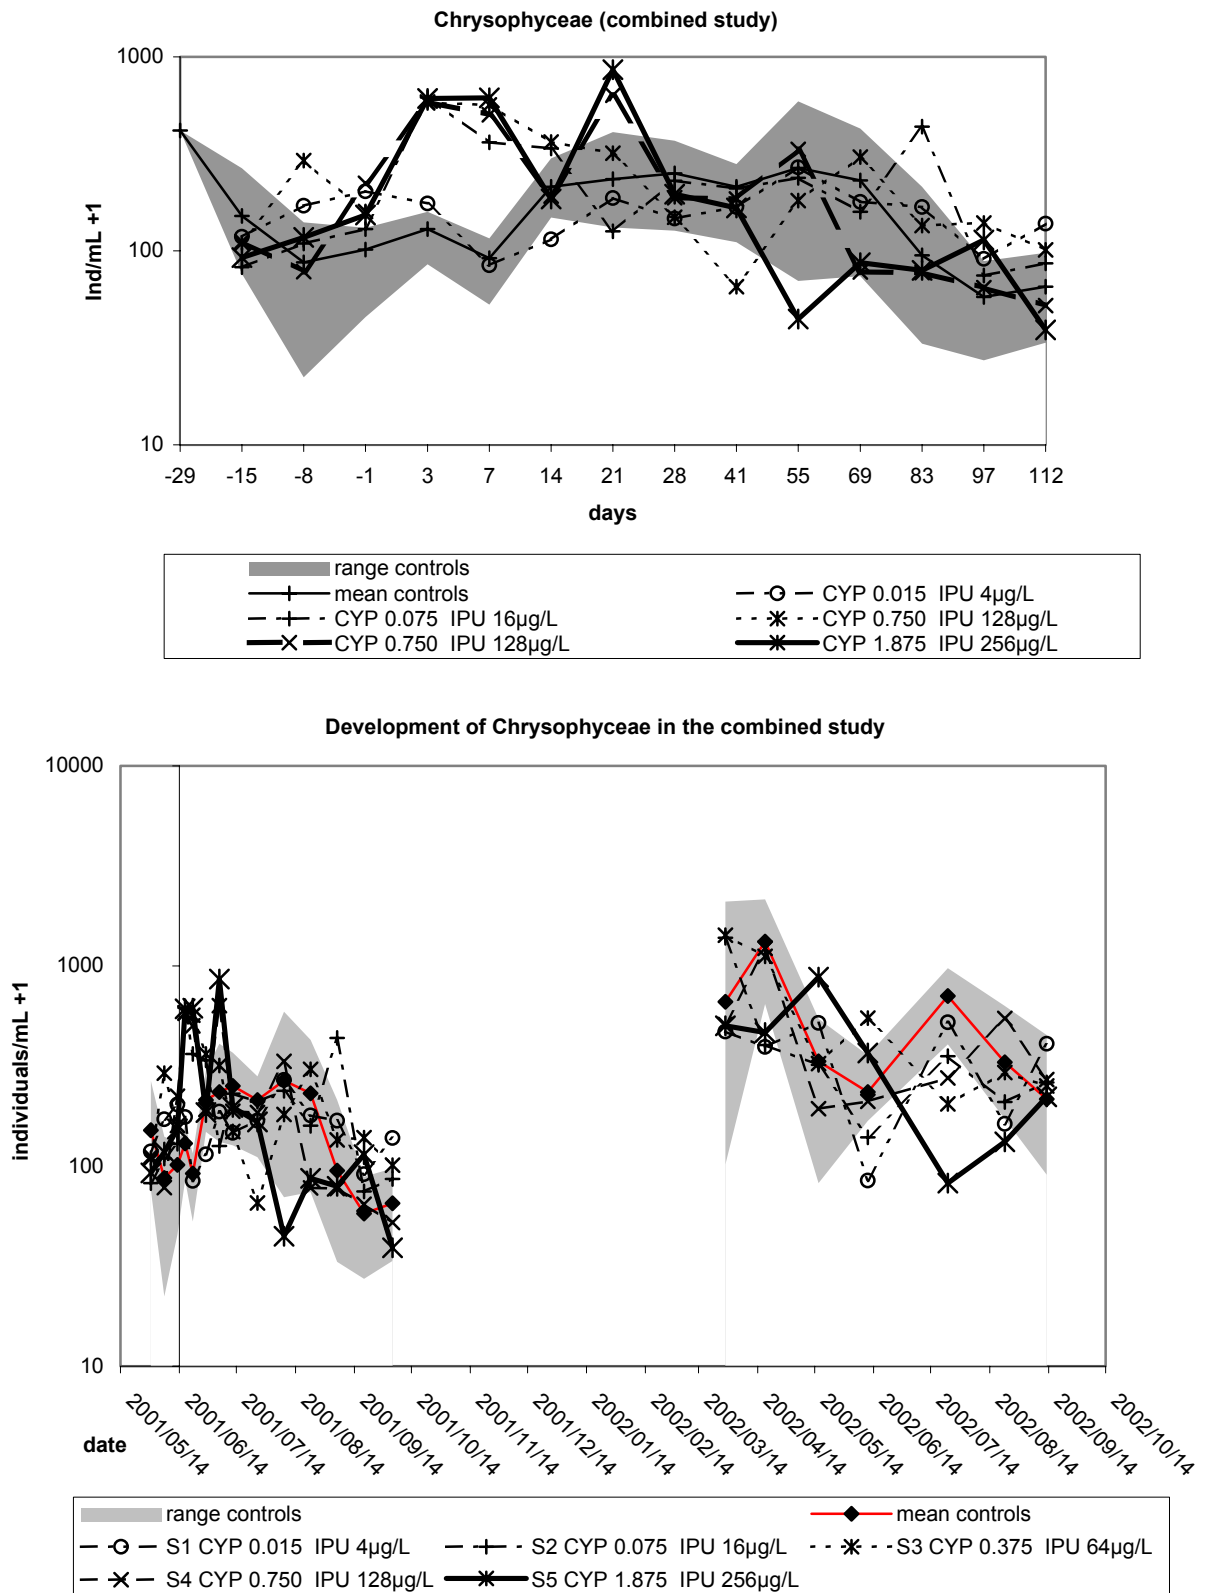 Chrysophyceae (combined study)
1000
100
10
Ind/mL +1
-29 -15 -8 -1 3 7 14 21 28 41 55 69 83 97 112
days
range controls
mean controls CYP 0.015 IPU 4µg/L
CYP 0.075 IPU 16µg/L CYP 0.750 IPU 128µg/L
CYP 0.750 IPU 128µg/L CYP 1.875 IPU 256µg/L
Development of Chrysophyceae in the combined study
10000
1000
100
10
individuals/mL +1
2001/05/14 2001/06/14 2001/07/14 2001/08/14 2001/09/14 2001/10/14 2001/11/14 2001/12/14 2002/01/14 2002/02/14 2002/03/14 2002/04/14 2002/05/14 2002/06/14 2002/07/14 2002/08/14 2002/09/14 2002/10/14
date
range controls mean controls
S1 CYP 0.015 IPU 4µg/L S2 CYP 0.075 IPU 16µg/L S3 CYP 0.375 IPU 64µg/L
S4 CYP 0.750 IPU 128µg/L S5 CYP 1.875 IPU 256µg/L